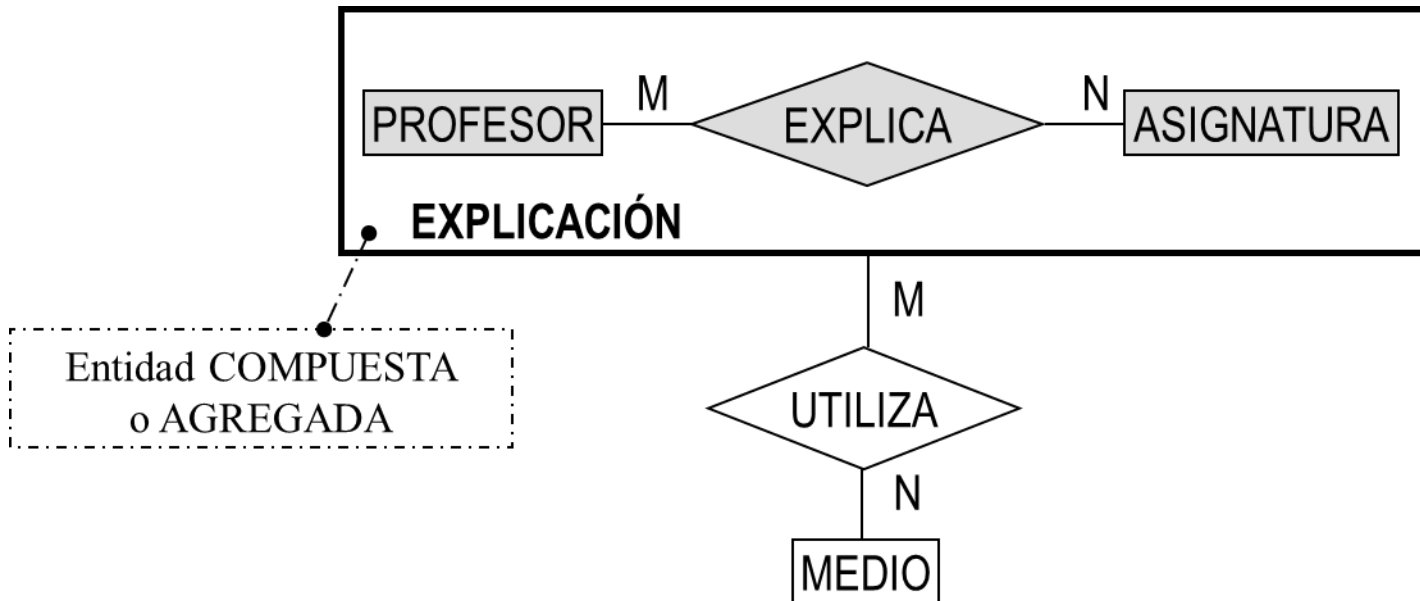 PROFESOR M EXPLICA N ASIGNATURA
EXPLICACIÓN
M
Entidad COMPUESTA
o AGREGADA
UTILIZA
N
MEDIO